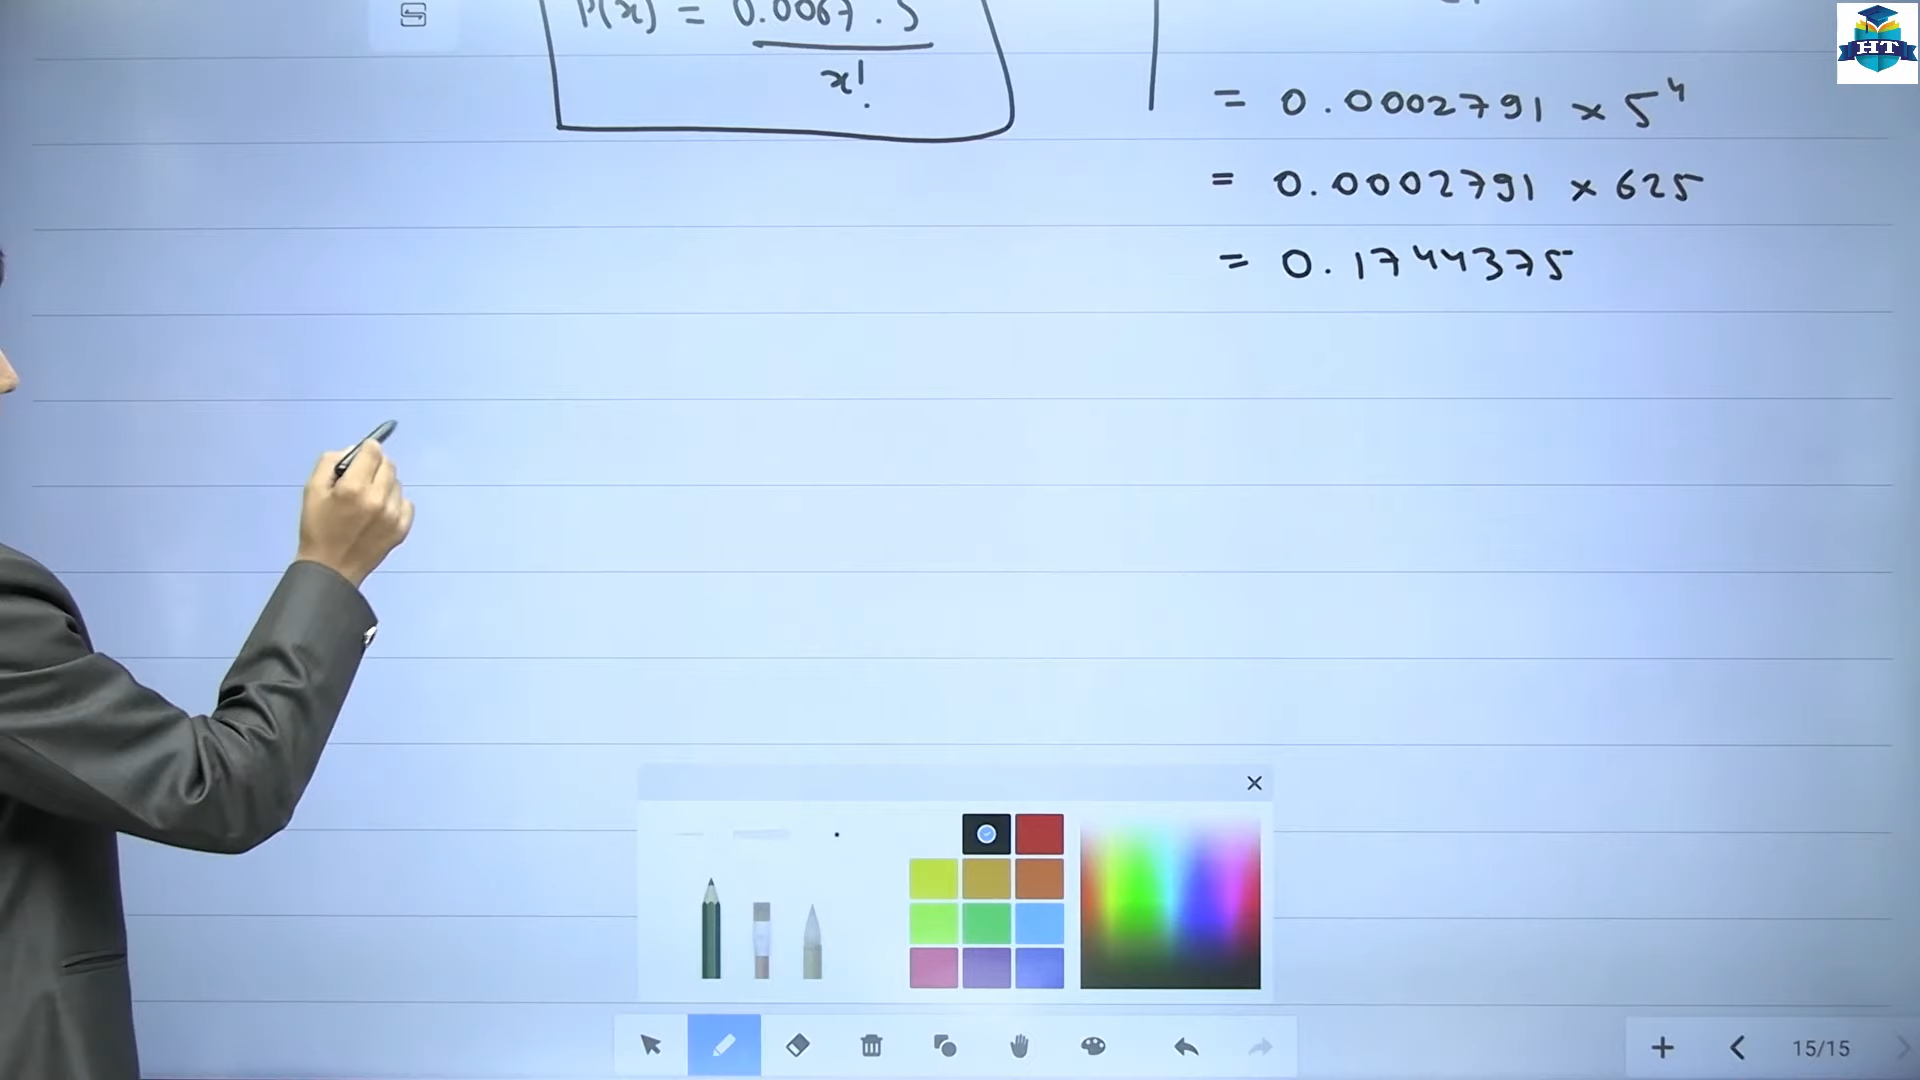 P(x) = 0.0067 . 5
x!
= 0.0002791 × 5⁴
= 0.0002791 × 625
= 0.1744375
HT
15/15